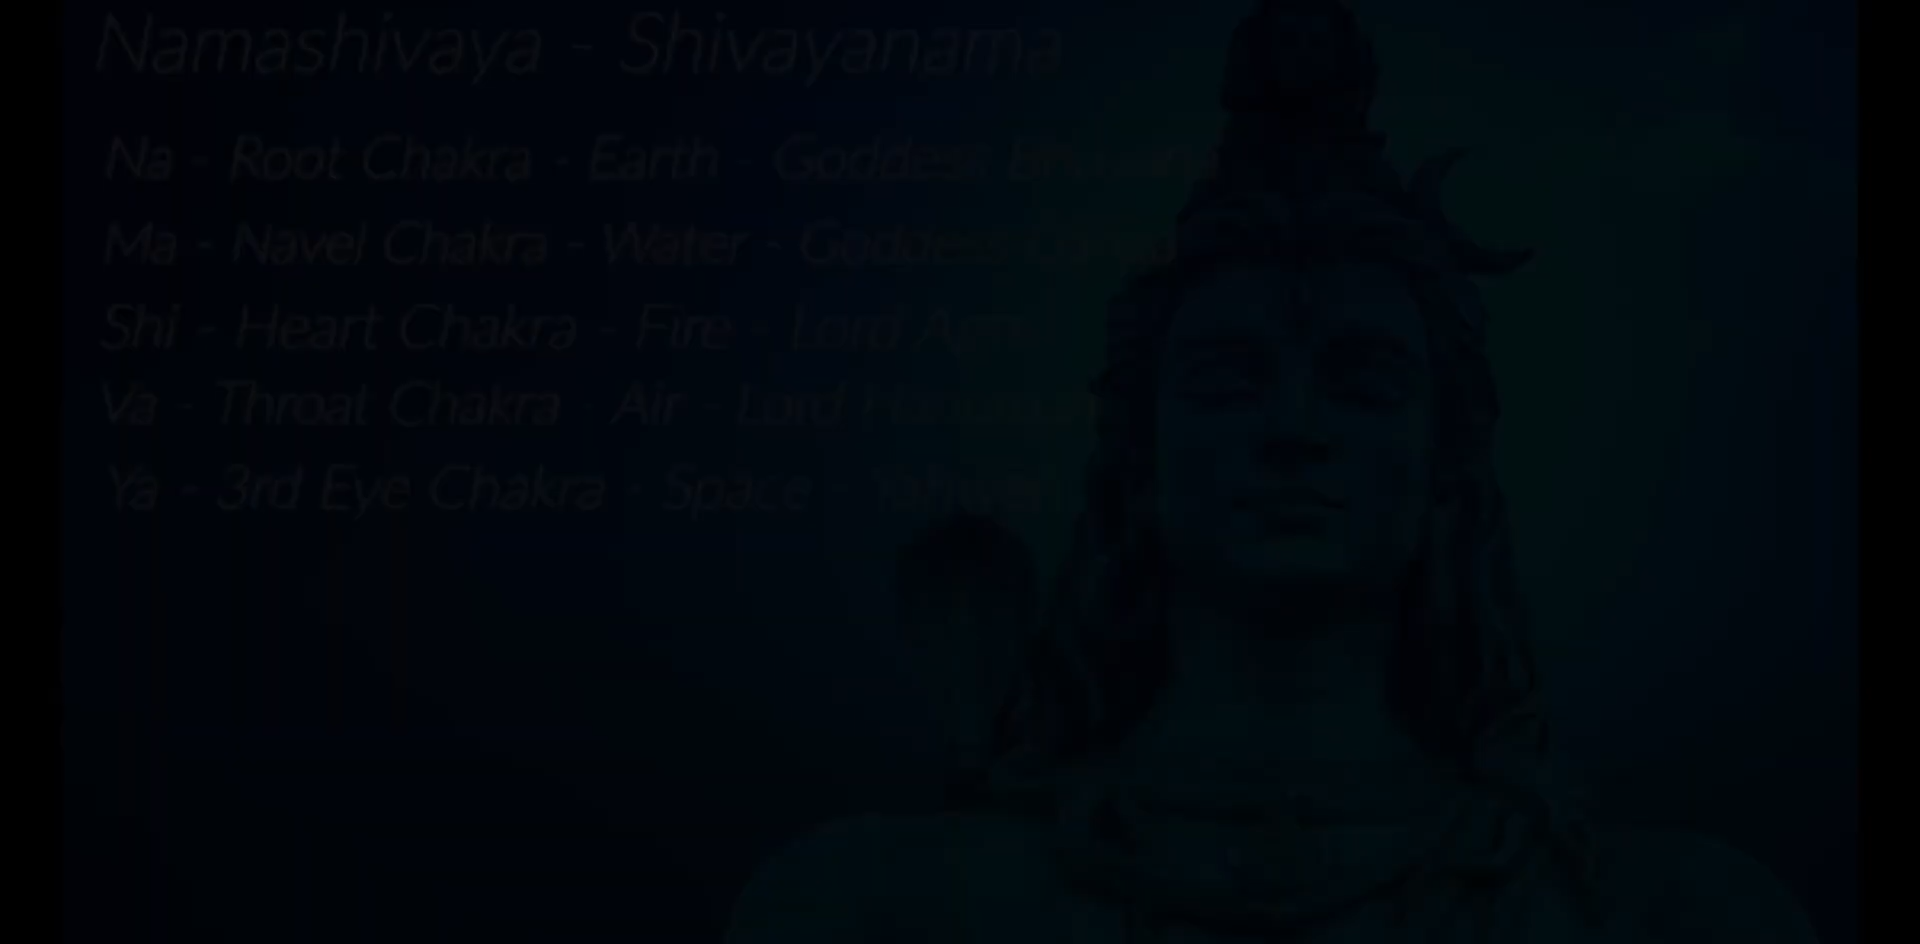 Namashivaya - Shivayanama
Na - Root Chakra - Earth - Goddess
Ma - Navel Chakra - Water - Goddess
Shi - Heart Chakra - Fire - Lord Agni
Va - Throat Chakra - Air - Lord
Ya - 3rd Eye Chakra - Space -